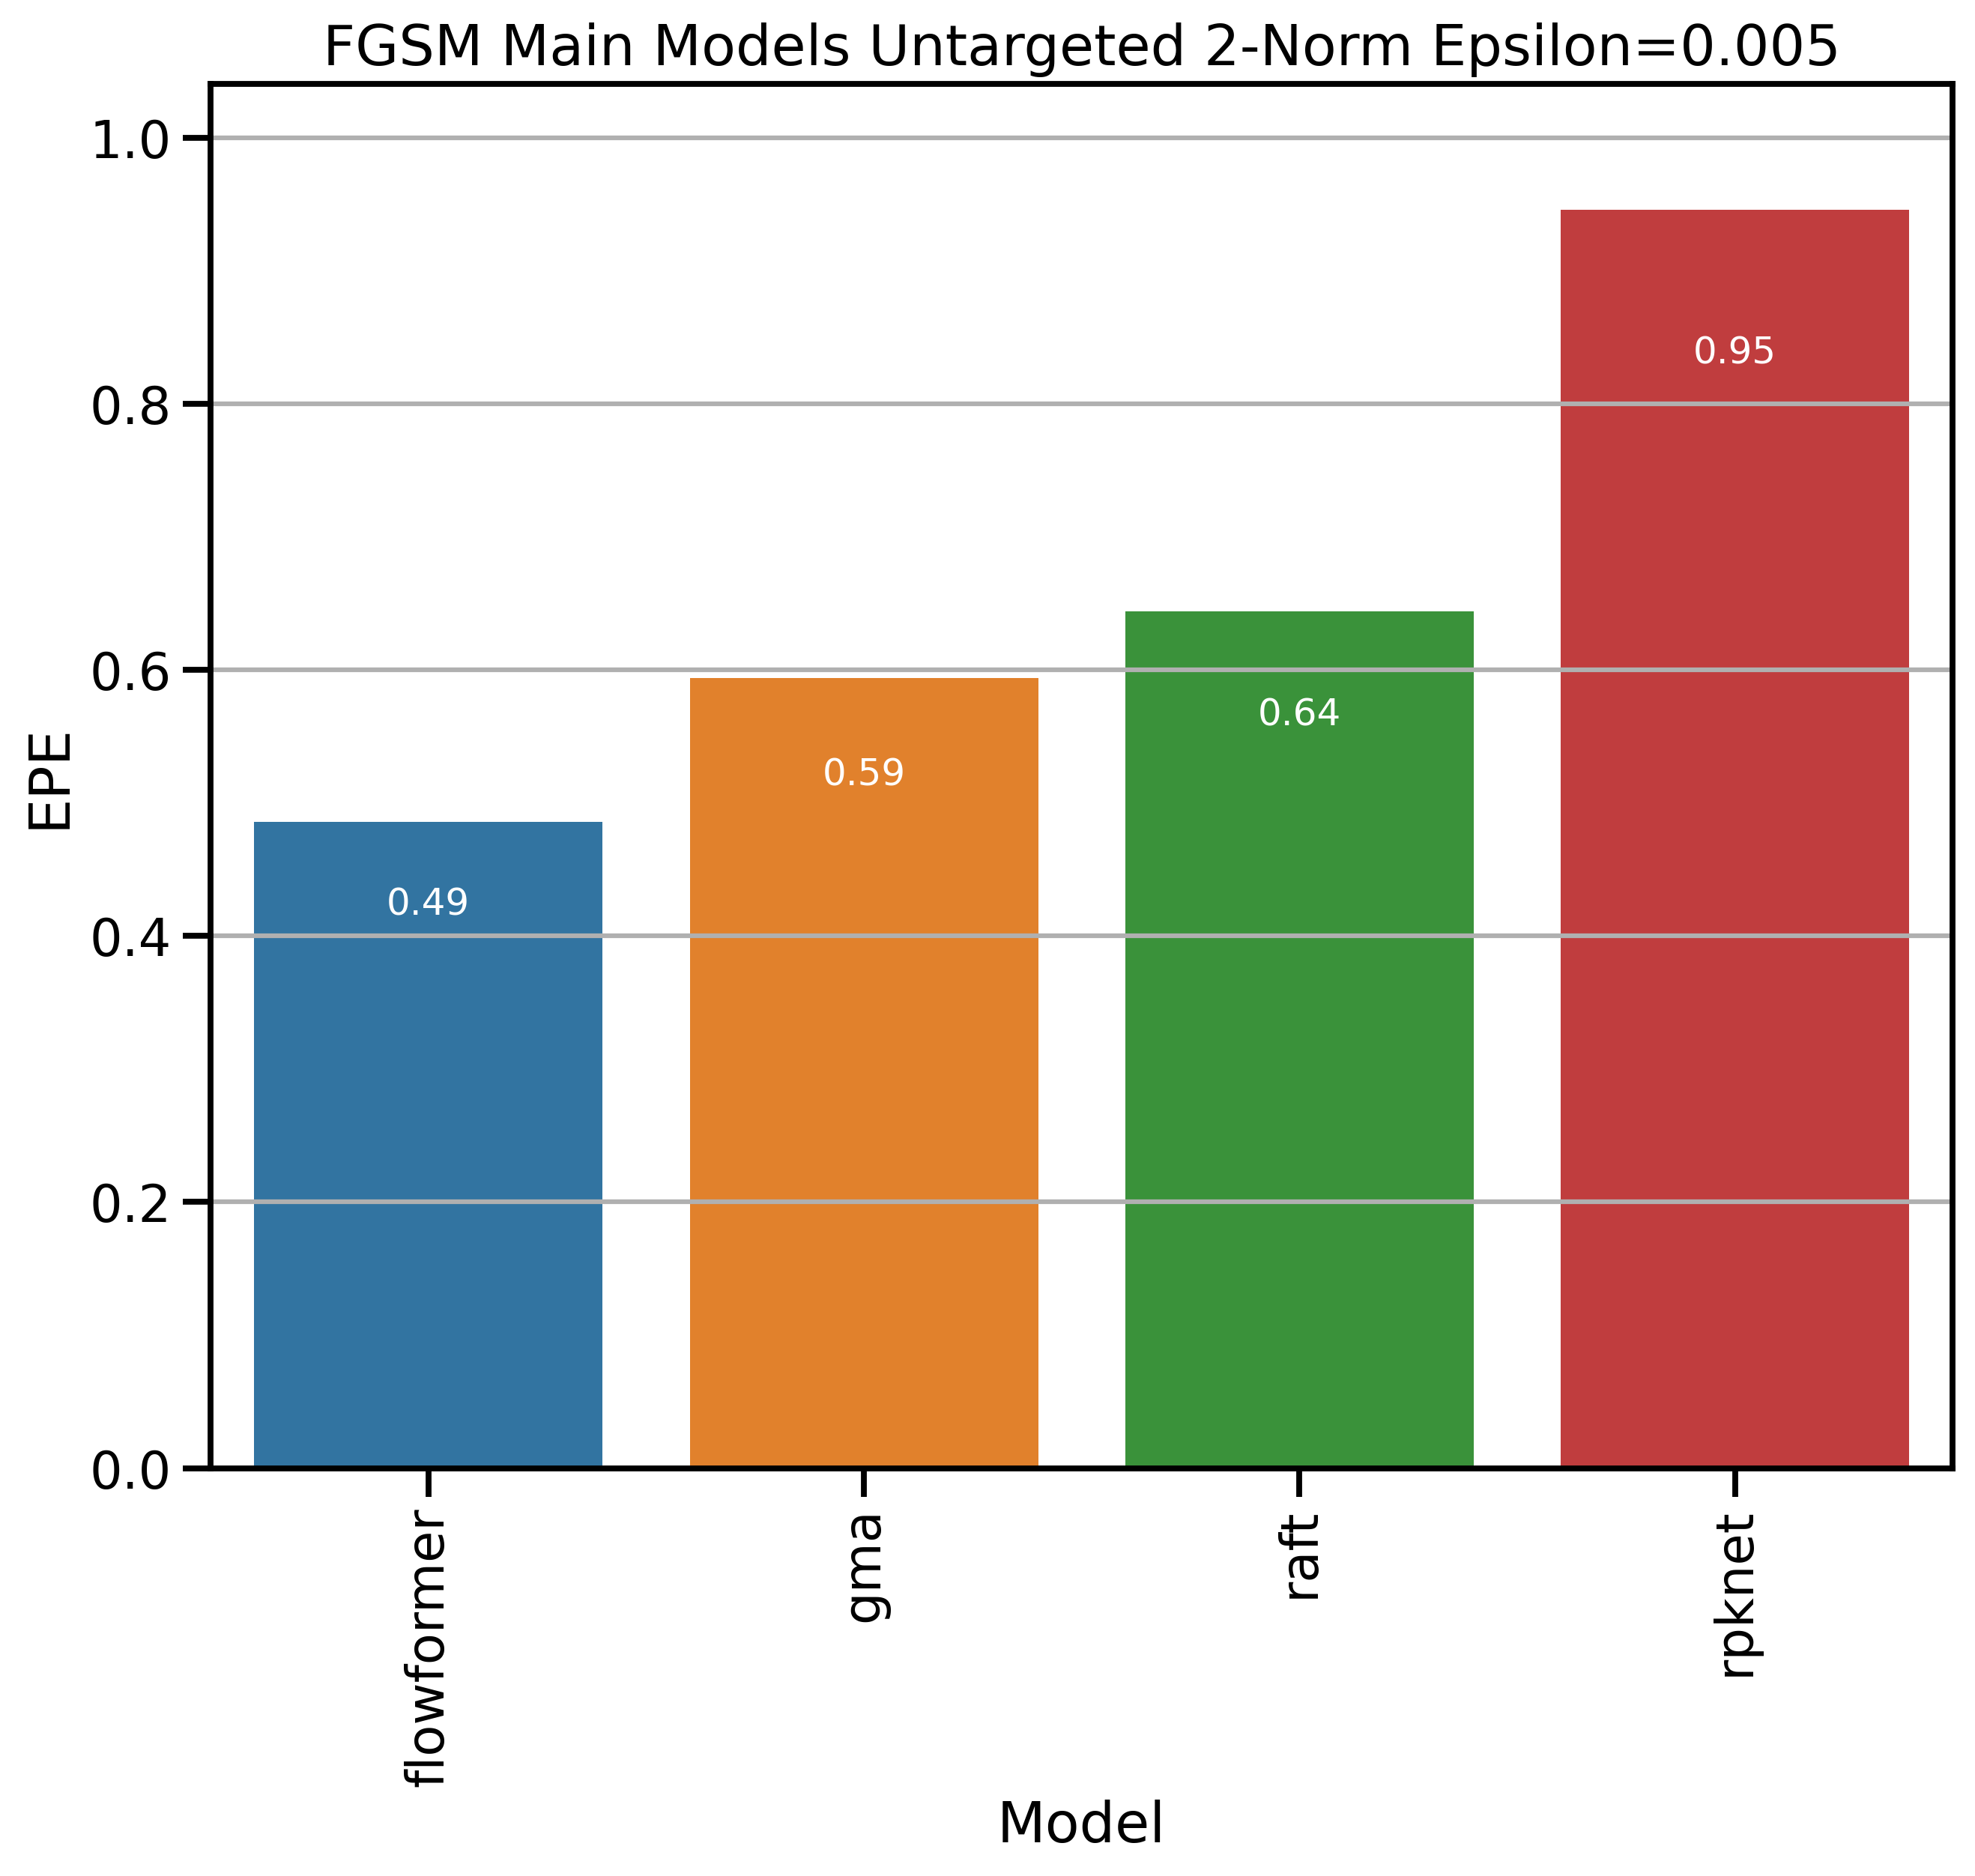 FGSM Main Models Untargeted 2-Norm Epsilon=0.005
EPE
1.0
0.8
0.6
0.4
0.2
0.0
0.49
0.59
0.64
0.95
flowformer
gma
raft
rpknet
Model